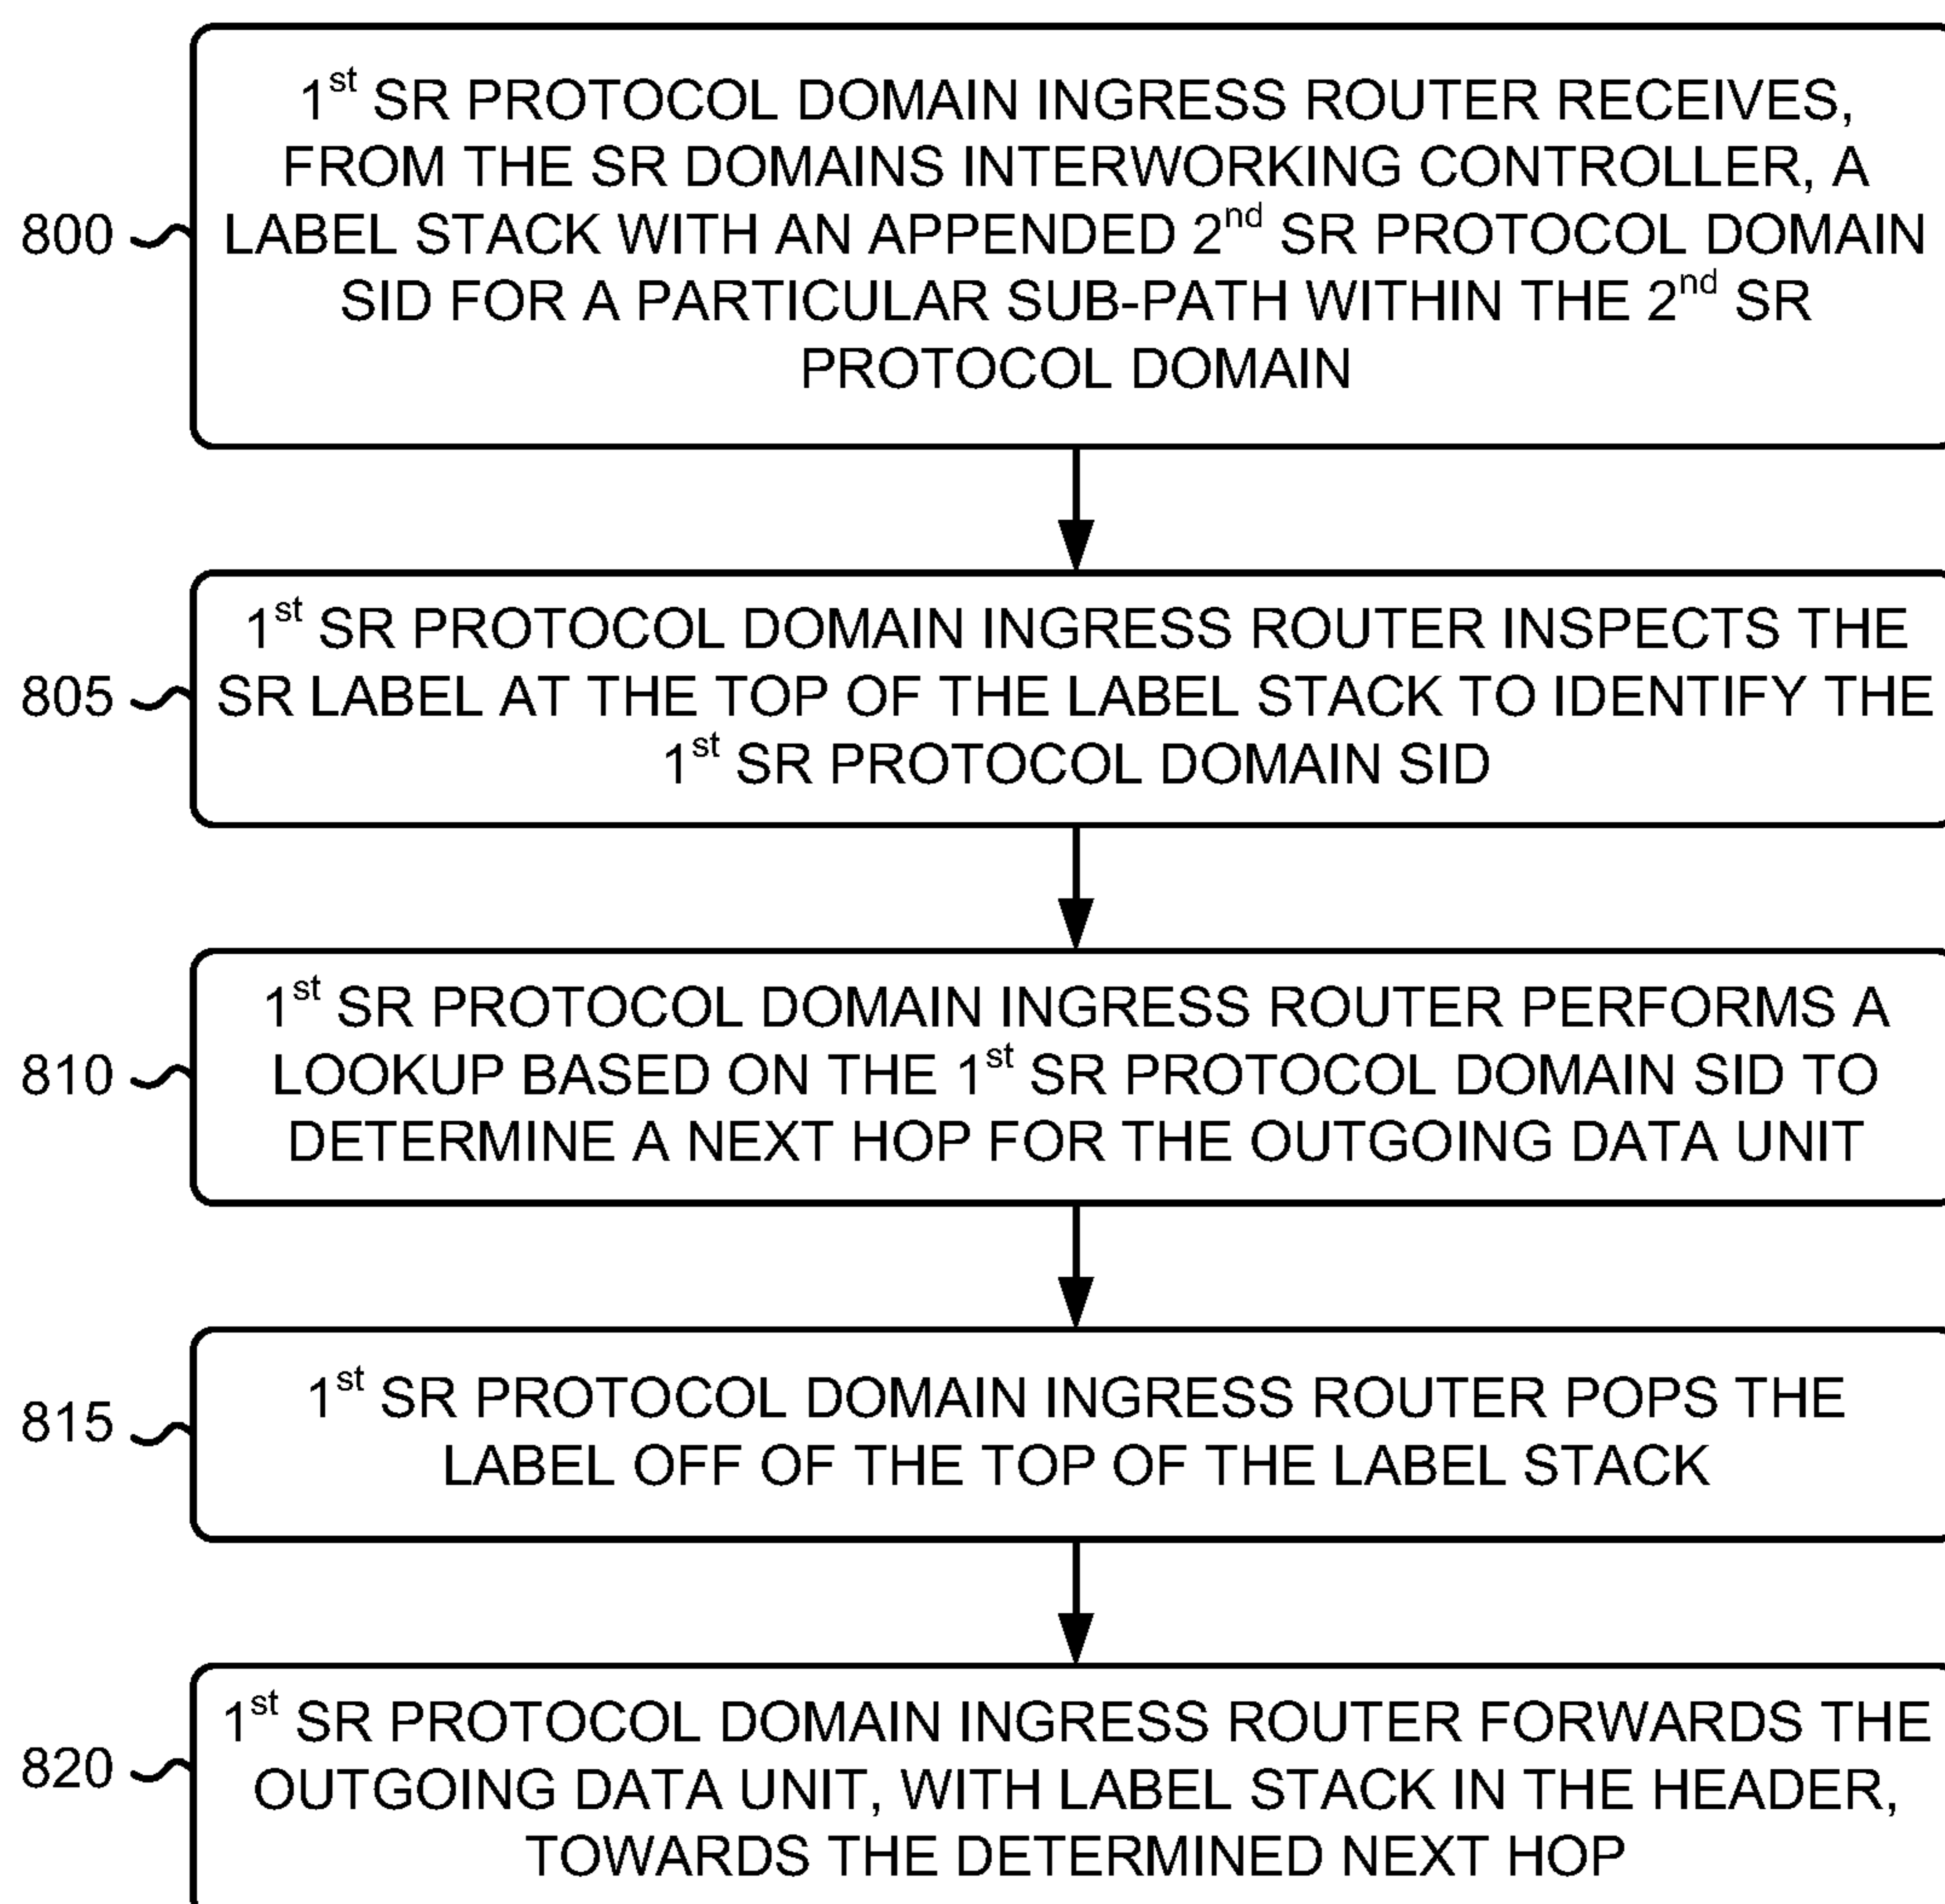 1st SR PROTOCOL DOMAIN INGRESS ROUTER RECEIVES,
FROM THE SR DOMAINS INTERWORKING CONTROLLER, A
800 LABEL STACK WITH AN APPENDED 2nd SR PROTOCOL DOMAIN
SID FOR A PARTICULAR SUB-PATH WITHIN THE 2nd SR
PROTOCOL DOMAIN
1st SR PROTOCOL DOMAIN INGRESS ROUTER INSPECTS THE
805 SR LABEL AT THE TOP OF THE LABEL STACK TO IDENTIFY THE
1st SR PROTOCOL DOMAIN SID
1st SR PROTOCOL DOMAIN INGRESS ROUTER PERFORMS A
810 LOOKUP BASED ON THE 1st SR PROTOCOL DOMAIN SID TO
DETERMINE A NEXT HOP FOR THE OUTGOING DATA UNIT
815 1st SR PROTOCOL DOMAIN INGRESS ROUTER POPS THE
LABEL OFF OF THE TOP OF THE LABEL STACK
1st SR PROTOCOL DOMAIN INGRESS ROUTER FORWARDS THE
820 OUTGOING DATA UNIT, WITH LABEL STACK IN THE HEADER,
TOWARDS THE DETERMINED NEXT HOP